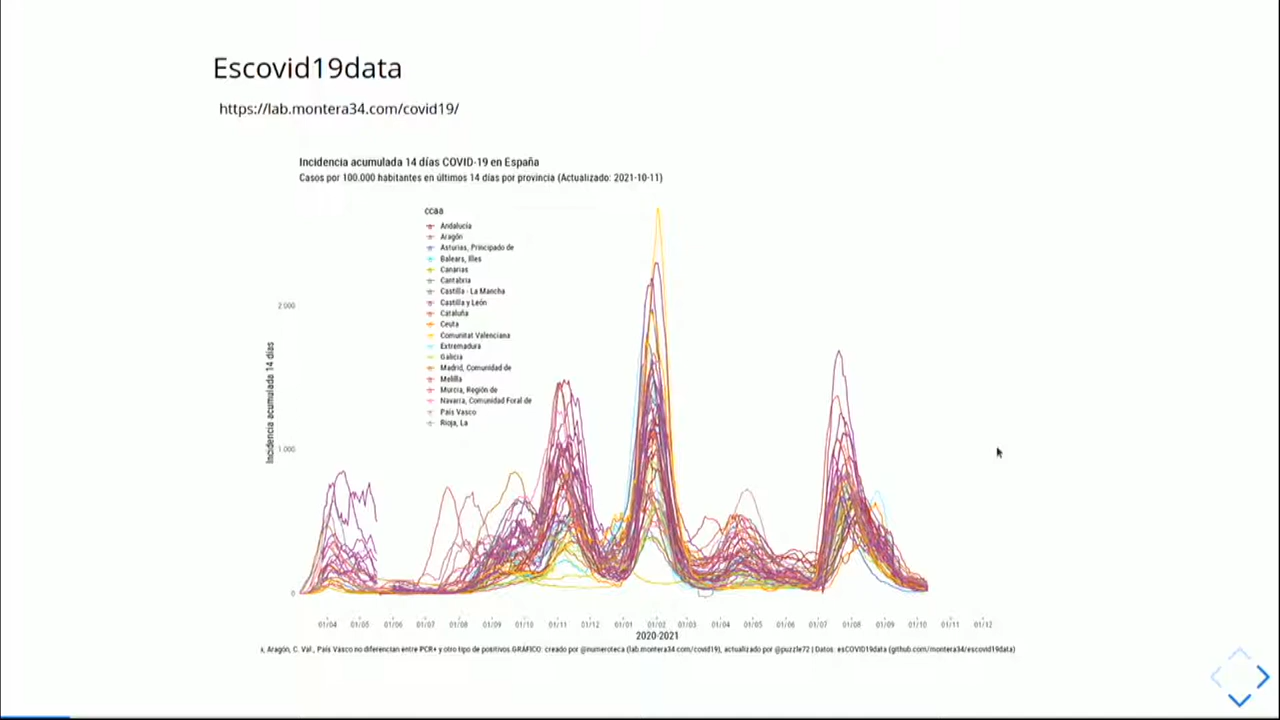 Escovid19data
https://lab.montera34.com/covid19/
Incidencia acumulada 14 días COVID-19 en España
Casos por 100.000 habitantes en últimos 14 días por provincia (Actualizado: 2021-10-11)
ccaa
Andalucía
Aragón
Asturias, Principado de
Balears, Illes
Canarias
Cantabria
Castilla - La Mancha
Castilla y León
Cataluña
Ceuta
Comunitat Valenciana
Extremadura
Galicia
Madrid, Comunidad de
Melilla
Murcia, Región de
Navarra, Comunidad Foral de
País Vasco
Rioja, La
Incidencia acumulada 14 días
2 000
1 000
0
01/04 01/05 01/06 01/07 01/08 01/09 01/10 01/11 01/12 01/01 01/02 01/03 01/04 01/05 01/06 01/07 01/08 01/09 01/10 01/11 01/12
2020-2021
, Aragón, C. Val., País Vasco no diferencian entre PCR+ y otro tipo de positivos.GRÁFICO: creado por @numeroteca (lab.montera34.com/covid19), actualizado por @puzzle72 | Datos: esCOVID19data (github.com/montera34/escovid19data)